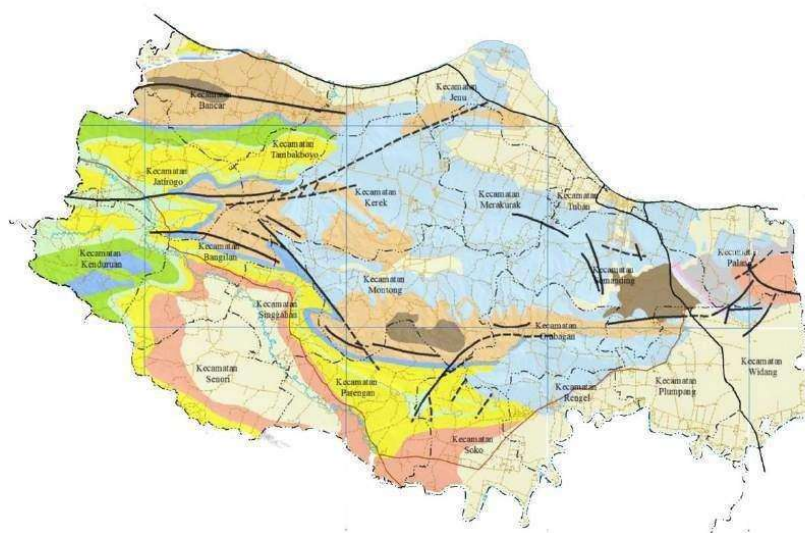 Kecamatan
Bancar
Kecamatan
Jenu
Kecamatan
Tambakboyo
Kecamatan
Jatirogo
Kecamatan
Kerek
Kecamatan
Merakurak
Kecamatan
Tuban
Kecamatan
Kenduruan
Kecamatan
Bangilan
Kecamatan
Palang
Kecamatan
Semanding
Kecamatan
Montong
Kecamatan
Singgahan
Kecamatan
Grabagan
Kecamatan
Senori
Kecamatan
Parengan
Kecamatan
Rengel
Kecamatan
Plumpang
Kecamatan
Widang
Kecamatan
Soko